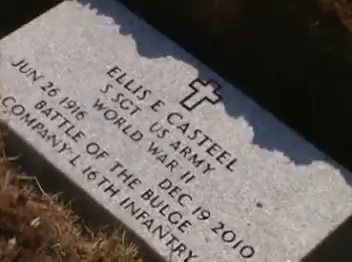 ELLIS E CASTEEL
S SGT US ARMY
WORLD WAR II
JUN 26 1916 DEC 19 2010
BATTLE OF THE BULGE
COMPANY L 16TH INFANTRY